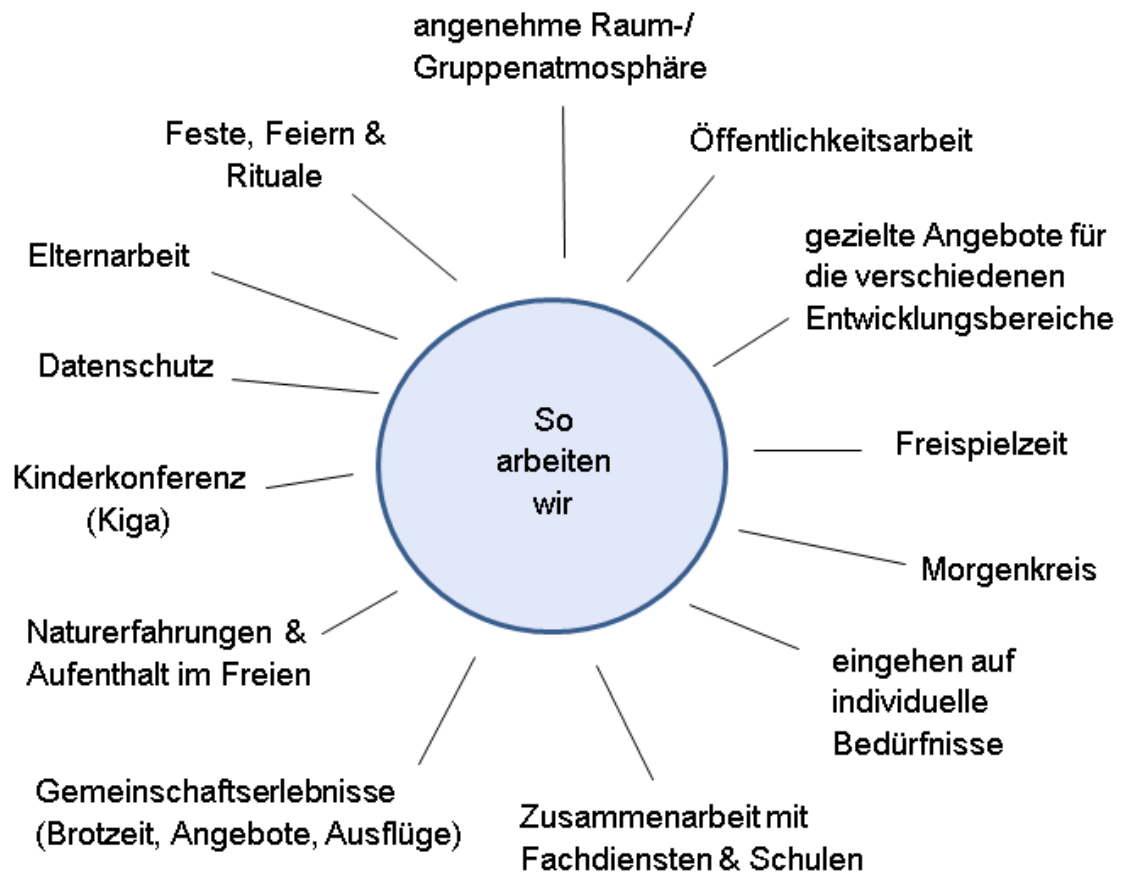 angenehme Raum-/
Gruppenatmosphäre
Öffentlichkeitsarbeit
gezielte Angebote für
die verschiedenen
Entwicklungsbereiche
Freispielzeit
Morgenkreis
eingehen auf
individuelle
Bedürfnisse
Zusammenarbeit mit
Fachdiensten & Schulen
Gemeinschaftserlebnisse
(Brotzeit, Angebote, Ausflüge)
Naturerfahrungen &
Aufenthalt im Freien
Kinderkonferenz
(Kiga)
Datenschutz
Elternarbeit
Feste, Feiern &
Rituale
So
arbeiten
wir